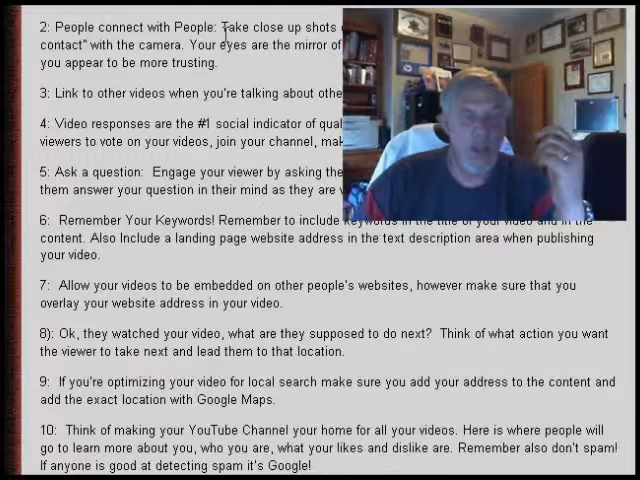 2: People connect with People: Take close up shots
contact" with the camera. Your eyes are the mirror of
you appear to be more trusting.
3: Link to other videos when you're talking about othe
4: Video responses are the #1 social indicator of qual
viewers to vote on your videos, join your channel, mak
5: Ask a question: Engage your viewer by asking the
them answer your question in their mind as they are v
6: Remember Your Keywords! Remember to include keywords in the title of your video and in the
content. Also Include a landing page website address in the text description area when publishing
your video.
7: Allow your videos to be embedded on other people's websites, however make sure that you
overlay your website address in your video.
8): Ok, they watched your video, what are they supposed to do next? Think of what action you want
the viewer to take next and lead them to that location.
9: If you're optimizing your video for local search make sure you add your address to the content and
add the exact location with Google Maps.
10: Think of making your YouTube Channel your home for all your videos. Here is where people will
go to learn more about you, who you are, what your likes and dislike are. Remember also don't spam!
If anyone is good at detecting spam it's Google!